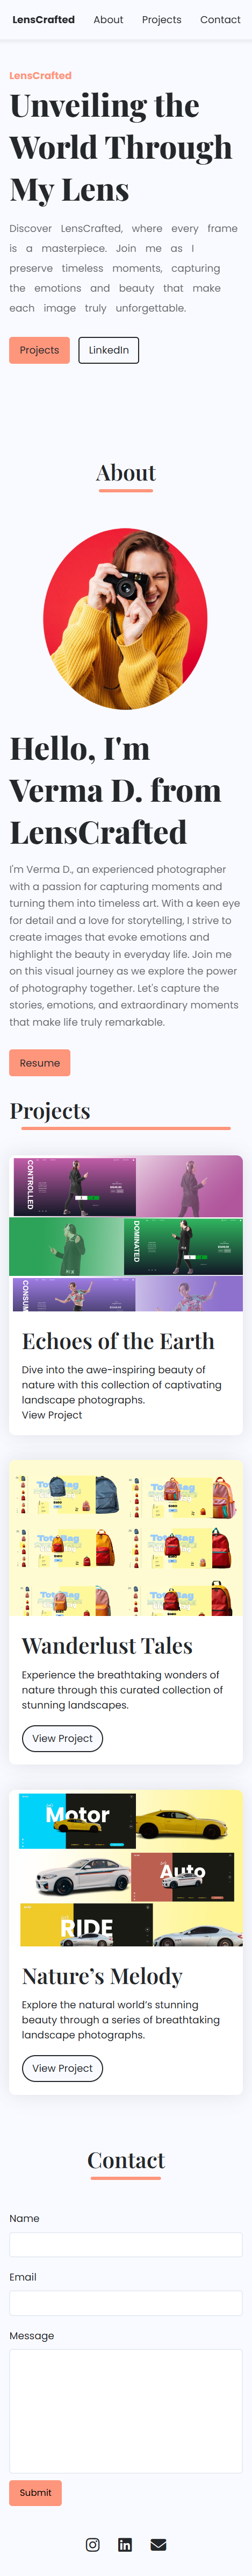 LensCrafted About Projects Contact
LensCrafted
Unveiling the
World Through
My Lens
Discover LensCrafted, where every frame
is a masterpiece. Join me as I
preserve timeless moments, capturing
the emotions and beauty that make
each image truly unforgettable.
Projects LinkedIn
About
Hello, I'm
Verma D. from
LensCrafted
I'm Verma D., an experienced photographer
with a passion for capturing moments and
turning them into timeless art. With a keen eye
for detail and a love for storytelling, I strive to
create images that evoke emotions and
highlight the beauty in everyday life. Join me
on this visual journey as we explore the power
of photography together. Let's capture the
stories, emotions, and extraordinary moments
that make life truly remarkable.
Resume
Projects
CONTROLLED
DOMINATED
CONSUM
Echoes of the Earth
Dive into the awe-inspiring beauty of
nature with this collection of captivating
landscape photographs.
View Project
Wanderlust Tales
Experience the breathtaking wonders of
nature through this curated collection of
stunning landscapes.
View Project
Motor
Auto
RIDE
Nature’s Melody
Explore the natural world’s stunning
beauty through a series of breathtaking
landscape photographs.
View Project
Contact
Name
Email
Message
Submit